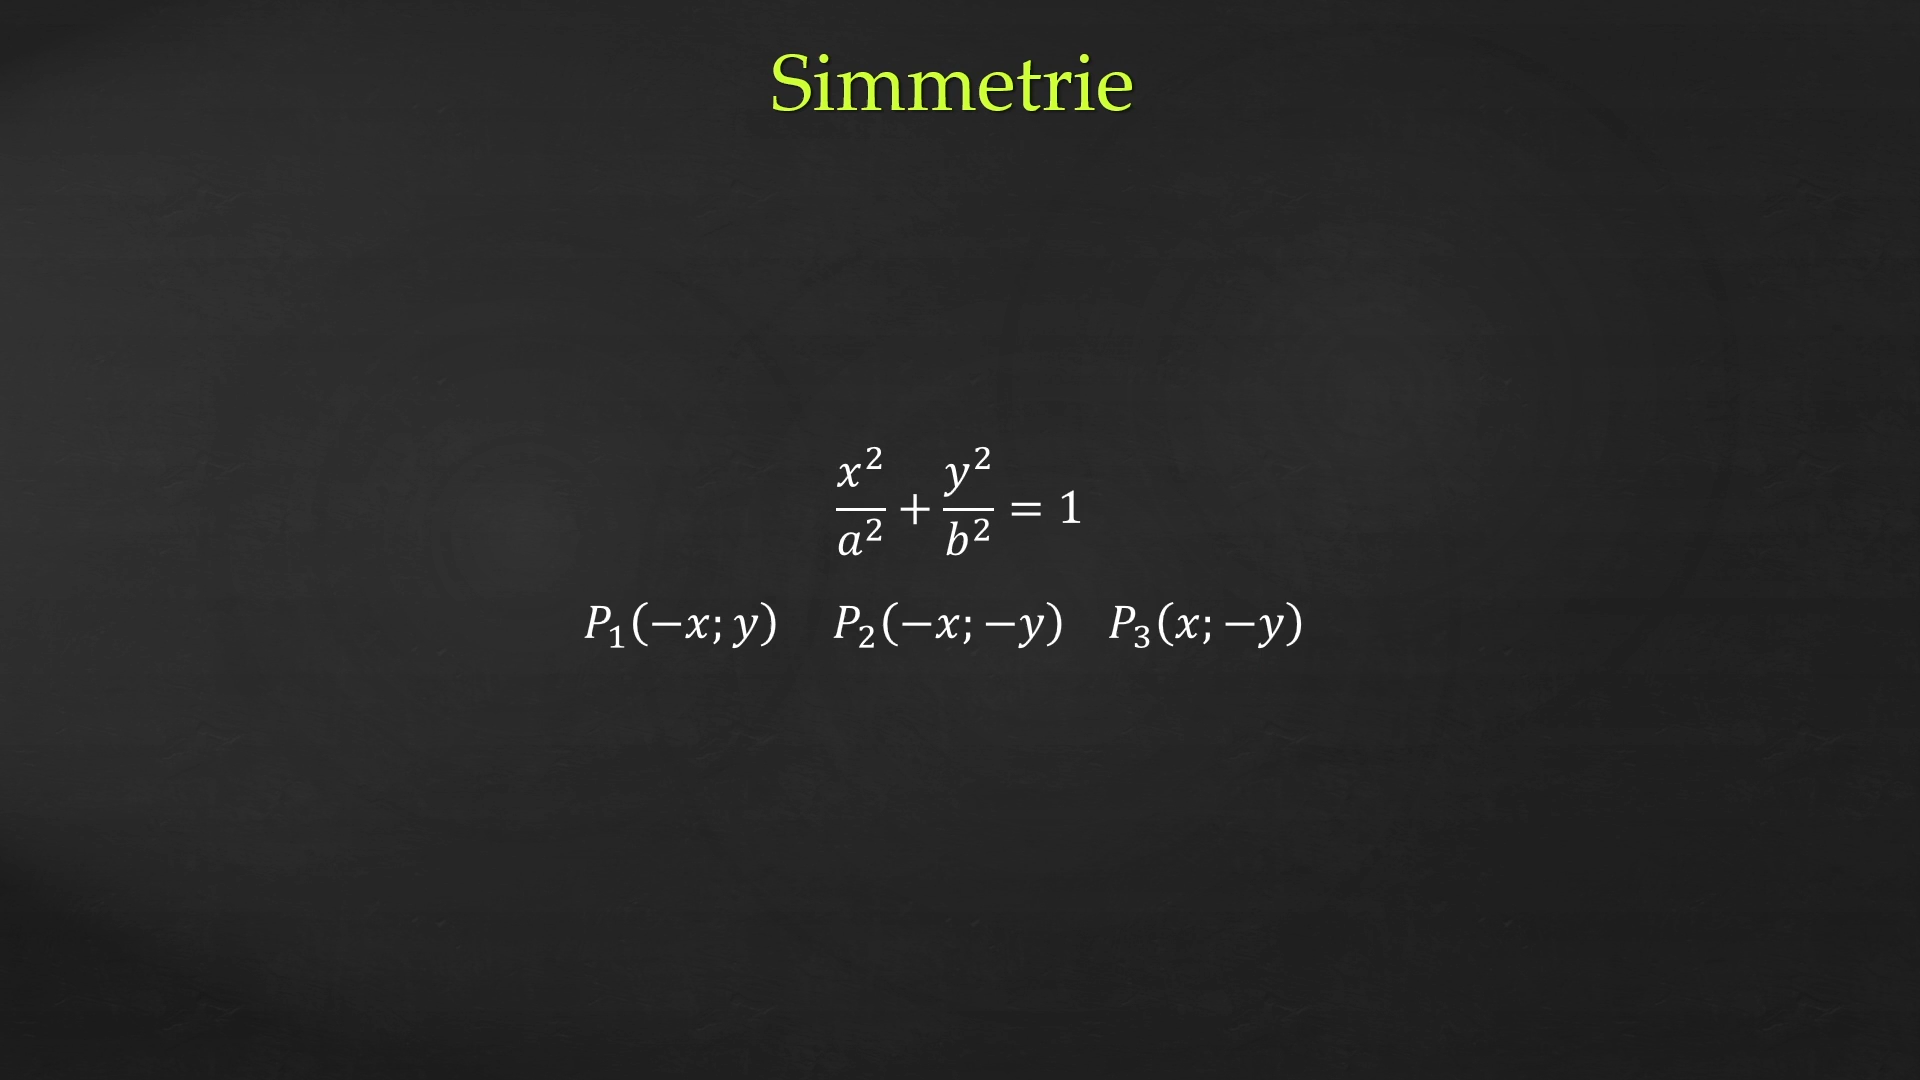 Simmetrie
x²/a² + y²/b² = 1
P₁(−x; y) P₂(−x; −y) P₃(x; −y)